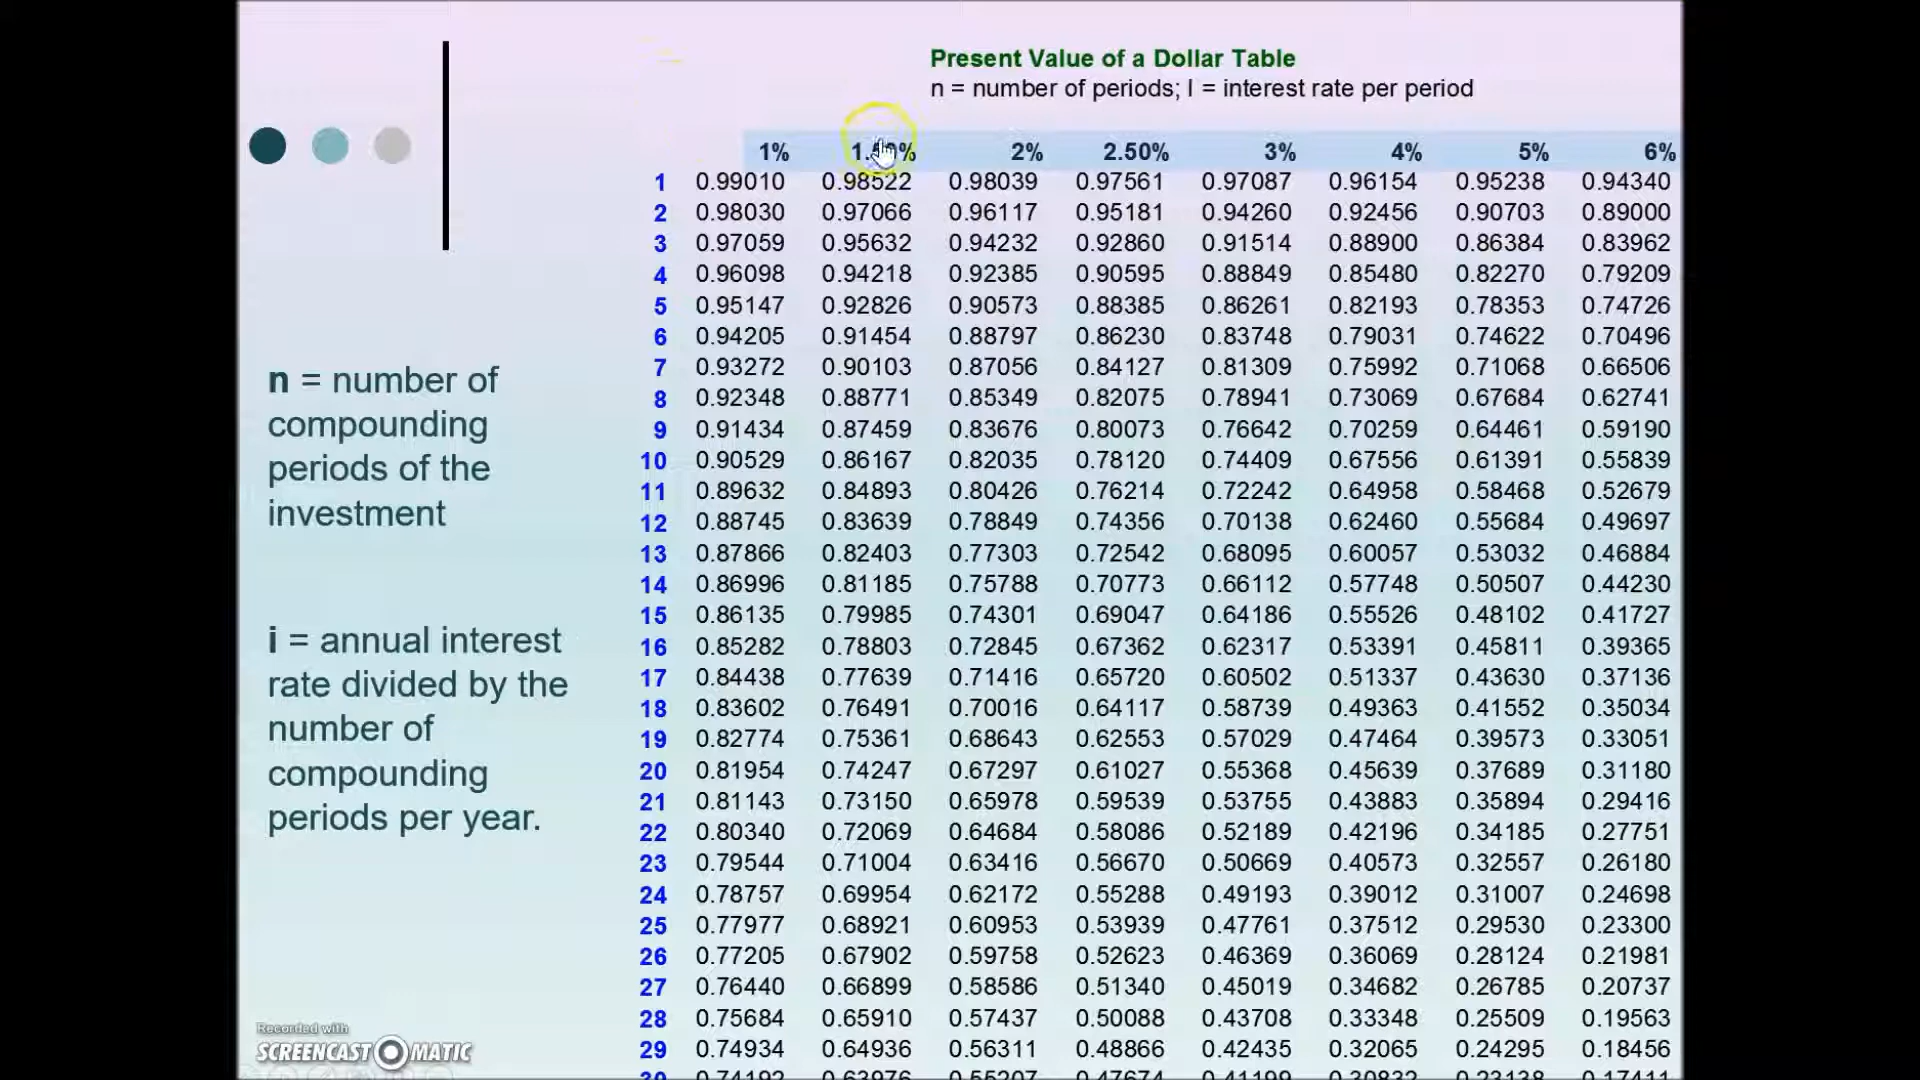 Present Value of a Dollar Table
n = number of periods; I = interest rate per period
1% 2% 2.50% 3% 4% 5% 6%
1 0.99010 0.98522 0.98039 0.97561 0.97087 0.96154 0.95238 0.94340
2 0.98030 0.97066 0.96117 0.95181 0.94260 0.92456 0.90703 0.89000
3 0.97059 0.95632 0.94232 0.92860 0.91514 0.88900 0.86384 0.83962
4 0.96098 0.94218 0.92385 0.90595 0.88849 0.85480 0.82270 0.79209
5 0.95147 0.92826 0.90573 0.88385 0.86261 0.82193 0.78353 0.74726
6 0.94205 0.91454 0.88797 0.86230 0.83748 0.79031 0.74622 0.70496
7 0.93272 0.90103 0.87056 0.84127 0.81309 0.75992 0.71068 0.66506
8 0.92348 0.88771 0.85349 0.82075 0.78941 0.73069 0.67684 0.62741
9 0.91434 0.87459 0.83676 0.80073 0.76642 0.70259 0.64461 0.59190
10 0.90529 0.86167 0.82035 0.78120 0.74409 0.67556 0.61391 0.55839
11 0.89632 0.84893 0.80426 0.76214 0.72242 0.64958 0.58468 0.52679
12 0.88745 0.83639 0.78849 0.74356 0.70138 0.62460 0.55684 0.49697
13 0.87866 0.82403 0.77303 0.72542 0.68095 0.60057 0.53032 0.46884
14 0.86996 0.81185 0.75788 0.70773 0.66112 0.57748 0.50507 0.44230
15 0.86135 0.79985 0.74301 0.69047 0.64186 0.55526 0.48102 0.41727
16 0.85282 0.78803 0.72845 0.67362 0.62317 0.53391 0.45811 0.39365
17 0.84438 0.77639 0.71416 0.65720 0.60502 0.51337 0.43630 0.37136
18 0.83602 0.76491 0.70016 0.64117 0.58739 0.49363 0.41552 0.35034
19 0.82774 0.75361 0.68643 0.62553 0.57029 0.47464 0.39573 0.33051
20 0.81954 0.74247 0.67297 0.61027 0.55368 0.45639 0.37689 0.31180
21 0.81143 0.73150 0.65978 0.59539 0.53755 0.43883 0.35894 0.29416
22 0.80340 0.72069 0.64684 0.58086 0.52189 0.42196 0.34185 0.27751
23 0.79544 0.71004 0.63416 0.56670 0.50669 0.40573 0.32557 0.26180
24 0.78757 0.69954 0.62172 0.55288 0.49193 0.39012 0.31007 0.24698
25 0.77977 0.68921 0.60953 0.53939 0.47761 0.37512 0.29530 0.23300
26 0.77205 0.67902 0.59758 0.52623 0.46369 0.36069 0.28124 0.21981
27 0.76440 0.66899 0.58586 0.51340 0.45019 0.34682 0.26785 0.20737
28 0.75684 0.65910 0.57437 0.50088 0.43708 0.33348 0.25509 0.19563
29 0.74934 0.64936 0.56311 0.48866 0.42435 0.32065 0.24295 0.18456
n = number of
compounding
periods of the
investment
i = annual interest
rate divided by the
number of
compounding
periods per year.
Recorded with
SCREENCAST MATIC